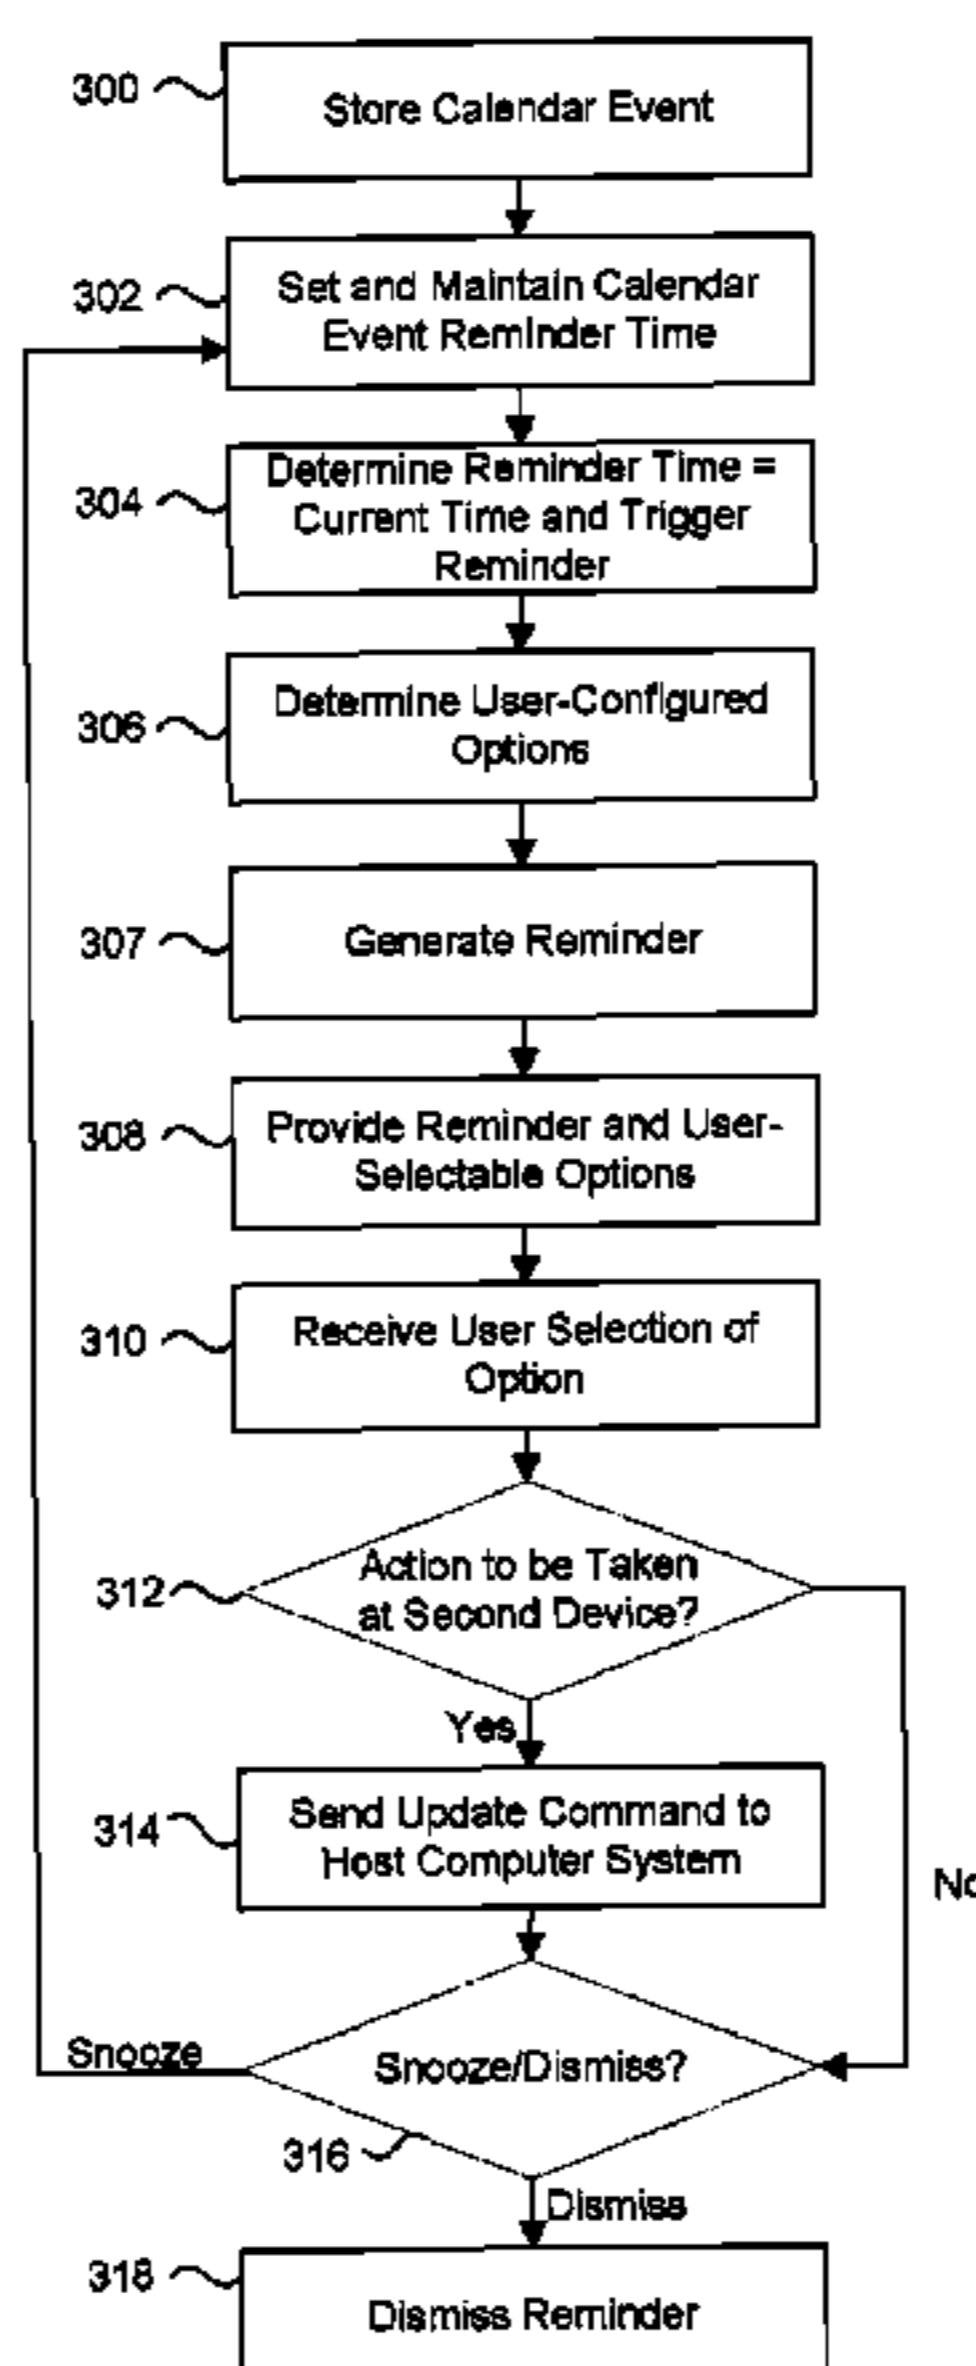 300
Store Calendar Event
302
Set and Maintain Calendar
Event Reminder Time
304
Determine Reminder Time =
Current Time and Trigger
Reminder
306
Determine User-Configured
Options
307
Generate Reminder
308
Provide Reminder and User-
Selectable Options
310
Receive User Selection of
Option
312
Action to be Taken
at Second Device?
Yes
314
Send Update Command to
Host Computer System
No
Snooze
Snooze/Dismiss?
316
Dismiss
318
Dismiss Reminder